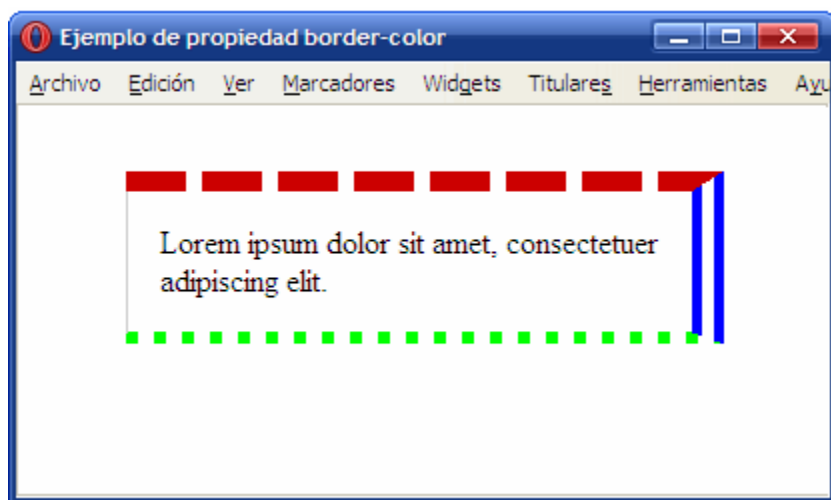 Ejemplo de propiedad border-color
Archivo Edición Ver Marcadores Widgets Titulares Herramientas Ayu
Lorem ipsum dolor sit amet, consectetuer
adipiscing elit.